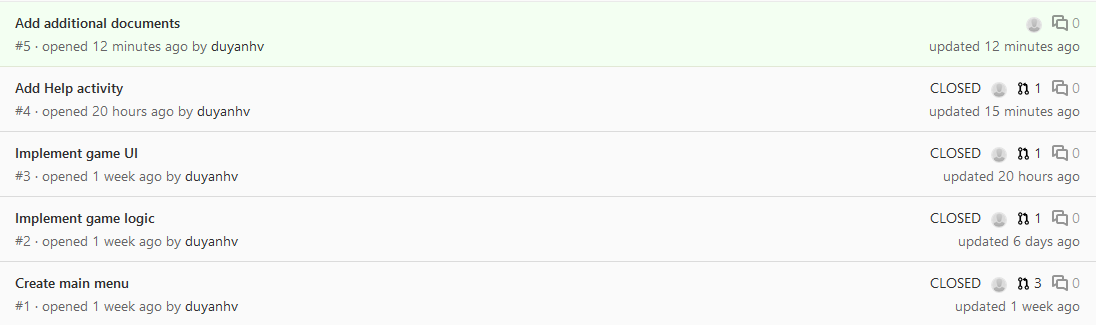 Add additional documents
0
#5 · opened 12 minutes ago by duyanhv
updated 12 minutes ago
Add Help activity
CLOSED 1 0
#4 · opened 20 hours ago by duyanhv
updated 15 minutes ago
Implement game UI
CLOSED 1 0
#3 · opened 1 week ago by duyanhv
updated 20 hours ago
Implement game logic
CLOSED 1 0
#2 · opened 1 week ago by duyanhv
updated 6 days ago
Create main menu
CLOSED 3 0
#1 · opened 1 week ago by duyanhv
updated 1 week ago